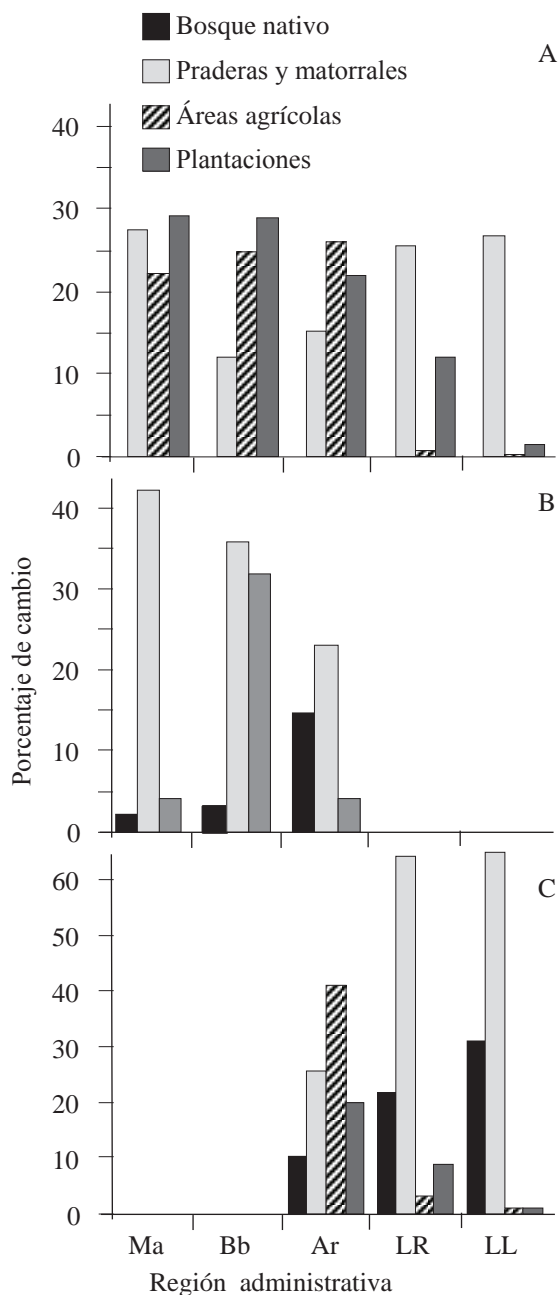 Bosque nativo
A
Praderas y matorrales
Áreas agrícolas
Plantaciones
40
30
20
10
0
B
40
30
20
10
0
Porcentaje de cambio
C
60
50
40
30
20
10
0
Ma Bb Ar LR LL
Región administrativa